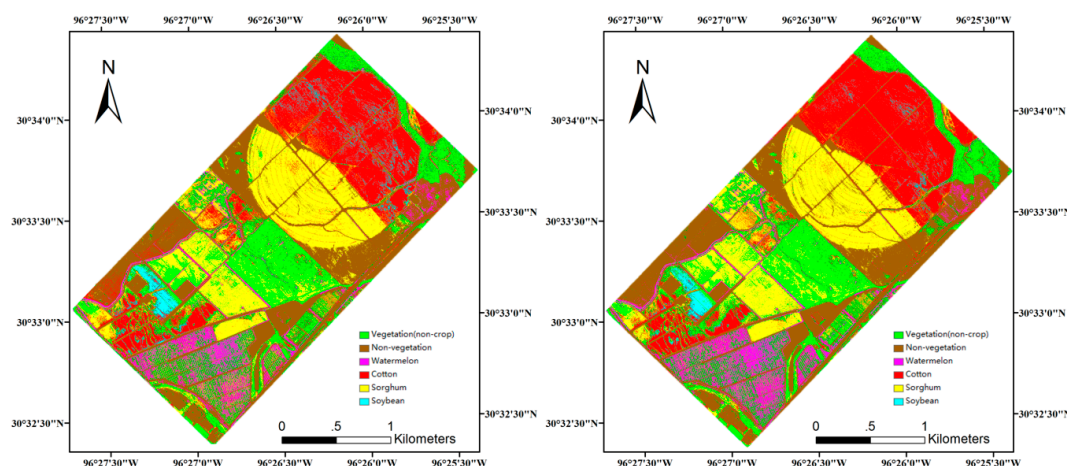 96°27'30"W 96°27'0"W 96°26'30"W 96°26'0"W 96°25'30"W
N
30°34'0"N 30°34'0"N
30°33'30"N 30°33'30"N
30°33'0"N 30°33'0"N
30°32'30"N 30°32'30"N
Vegetation(non-crop)
Non-vegetation
Watermelon
Cotton
Sorghum
Soybean
0 .5 1
Kilometers
96°27'30"W 96°27'0"W 96°26'30"W 96°26'0"W 96°25'30"W
96°27'30"W 96°27'0"W 96°26'30"W 96°26'0"W 96°25'30"W
N
30°34'0"N 30°34'0"N
30°33'30"N 30°33'30"N
30°33'0"N 30°33'0"N
30°32'30"N 30°32'30"N
Vegetation(non-crop)
Non-vegetation
Watermelon
Cotton
Sorghum
Soybean
0 .5 1
Kilometers
96°27'30"W 96°27'0"W 96°26'30"W 96°26'0"W 96°25'30"W